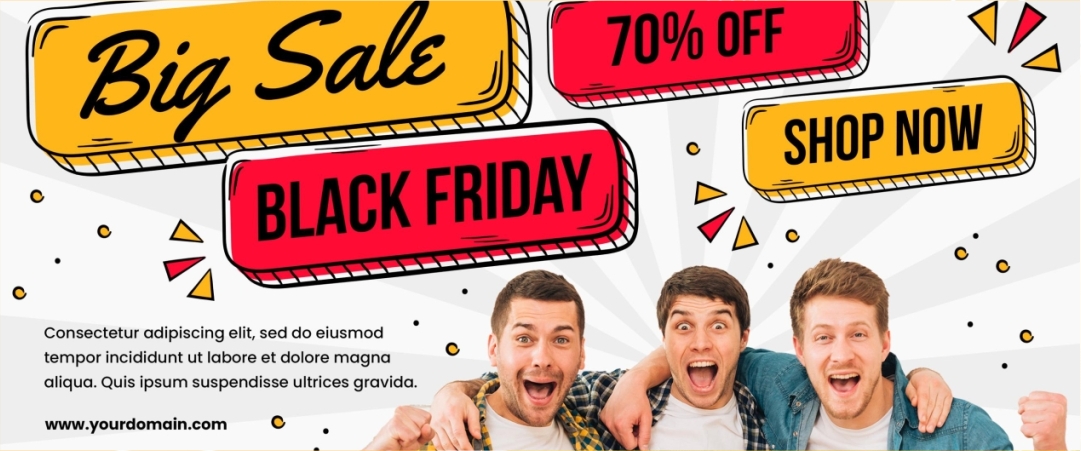 Big Sale
70% OFF
SHOP NOW
BLACK FRIDAY
Consectetur adipiscing elit, sed do eiusmod
tempor incididunt ut labore et dolore magna
aliqua. Quis ipsum suspendisse ultrices gravida.
www.yourdomain.com